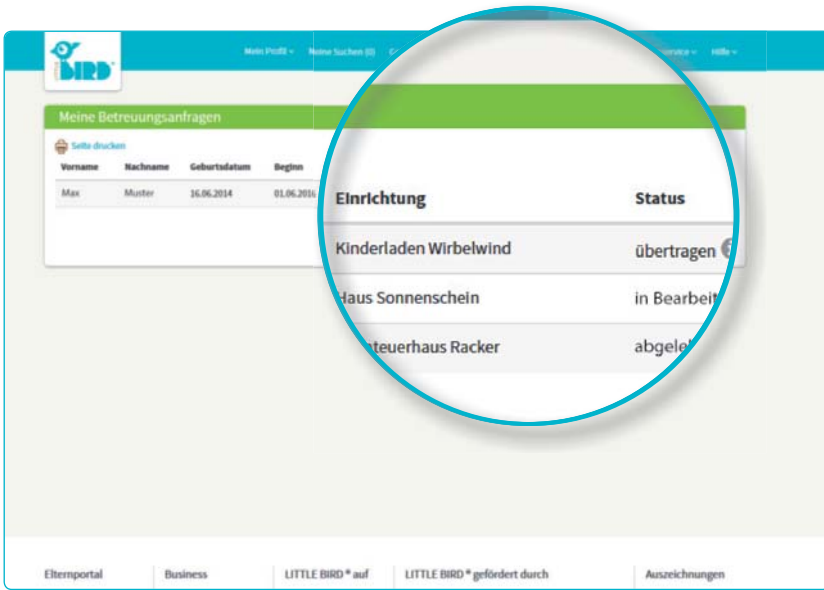 BIRD
Mein Profil Meine Suchen (0) Hilfe
Meine Betreuungsanfragen
Seite drucken
Vorname Nachname Geburtsdatum Beginn
Max Muster 16.06.2014 01.06.2016
Einrichtung Status
Kinderladen Wirbelwind übertragen
Haus Sonnenschein in Bearbeit
teuerhaus Racker abgele
Elternportal Business LITTLE BIRD® auf LITTLE BIRD® gefördert durch Auszeichnungen